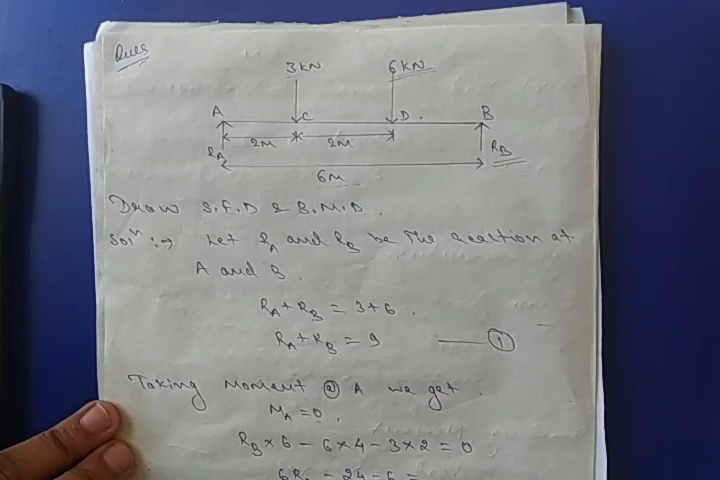 Ques
3KN 6KN
A C D. B
2M 2M
RA RB
6M
Draw S.F.D & B.M.D.
Solⁿ :→ Let RA and RB be the reaction at
A and B.
RA + RB = 3+6.
RA + RB = 9 —— ①
Taking moment @ A we get.
MA = 0.
RB × 6 − 6×4 − 3×2 = 0